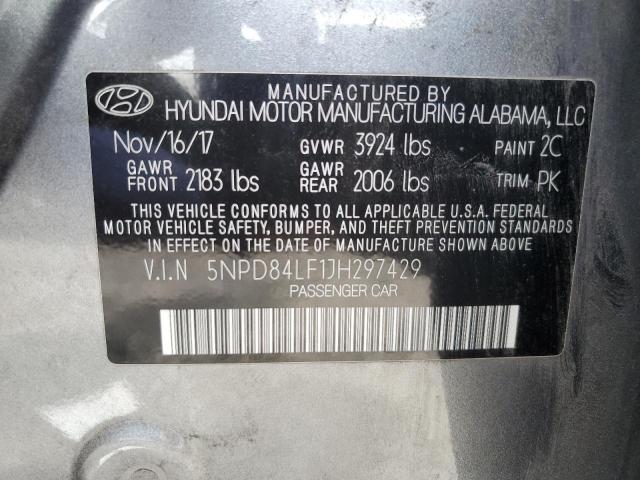 MANUFACTURED BY
HYUNDAI MOTOR MANUFACTURING ALABAMA, LLC
Nov/16/17 GVWR 3924 lbs PAINT 2C
GAWR FRONT 2183 lbs GAWR REAR 2006 lbs TRIM PK
THIS VEHICLE CONFORMS TO ALL APPLICABLE U.S.A. FEDERAL
MOTOR VEHICLE SAFETY, BUMPER, AND THEFT PREVENTION STANDARDS
IN EFFECT ON THE DATE OF MANUFACTURE SHOWN ABOVE.
V.I.N 5NPD84LF1JH297429
PASSENGER CAR